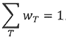 ∑_T w_T = 1.